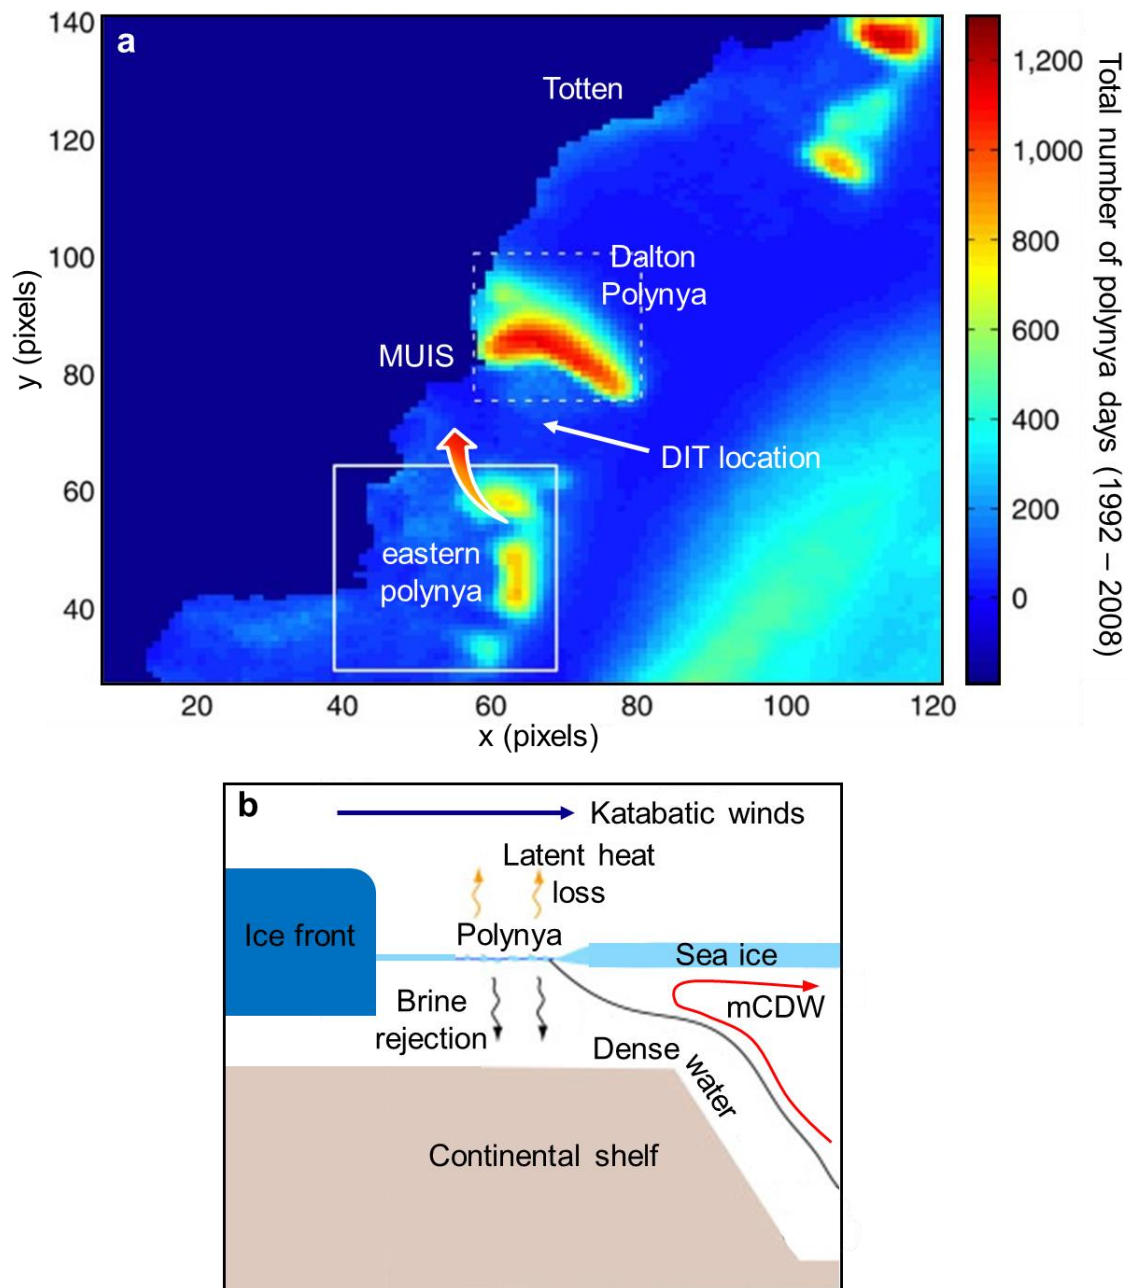 a
140
120
100
80
60
40
y (pixels)
20
40
60
80
100
120
x (pixels)
Totten
Dalton
Polynya
MUIS
DIT location
eastern
polynya
1,200
1,000
800
600
400
200
0
Total number of polynya days (1992 – 2008)
b
Katabatic winds
Latent heat
loss
Ice front
Polynya
Sea ice
Brine
rejection
mCDW
Dense water
Continental shelf